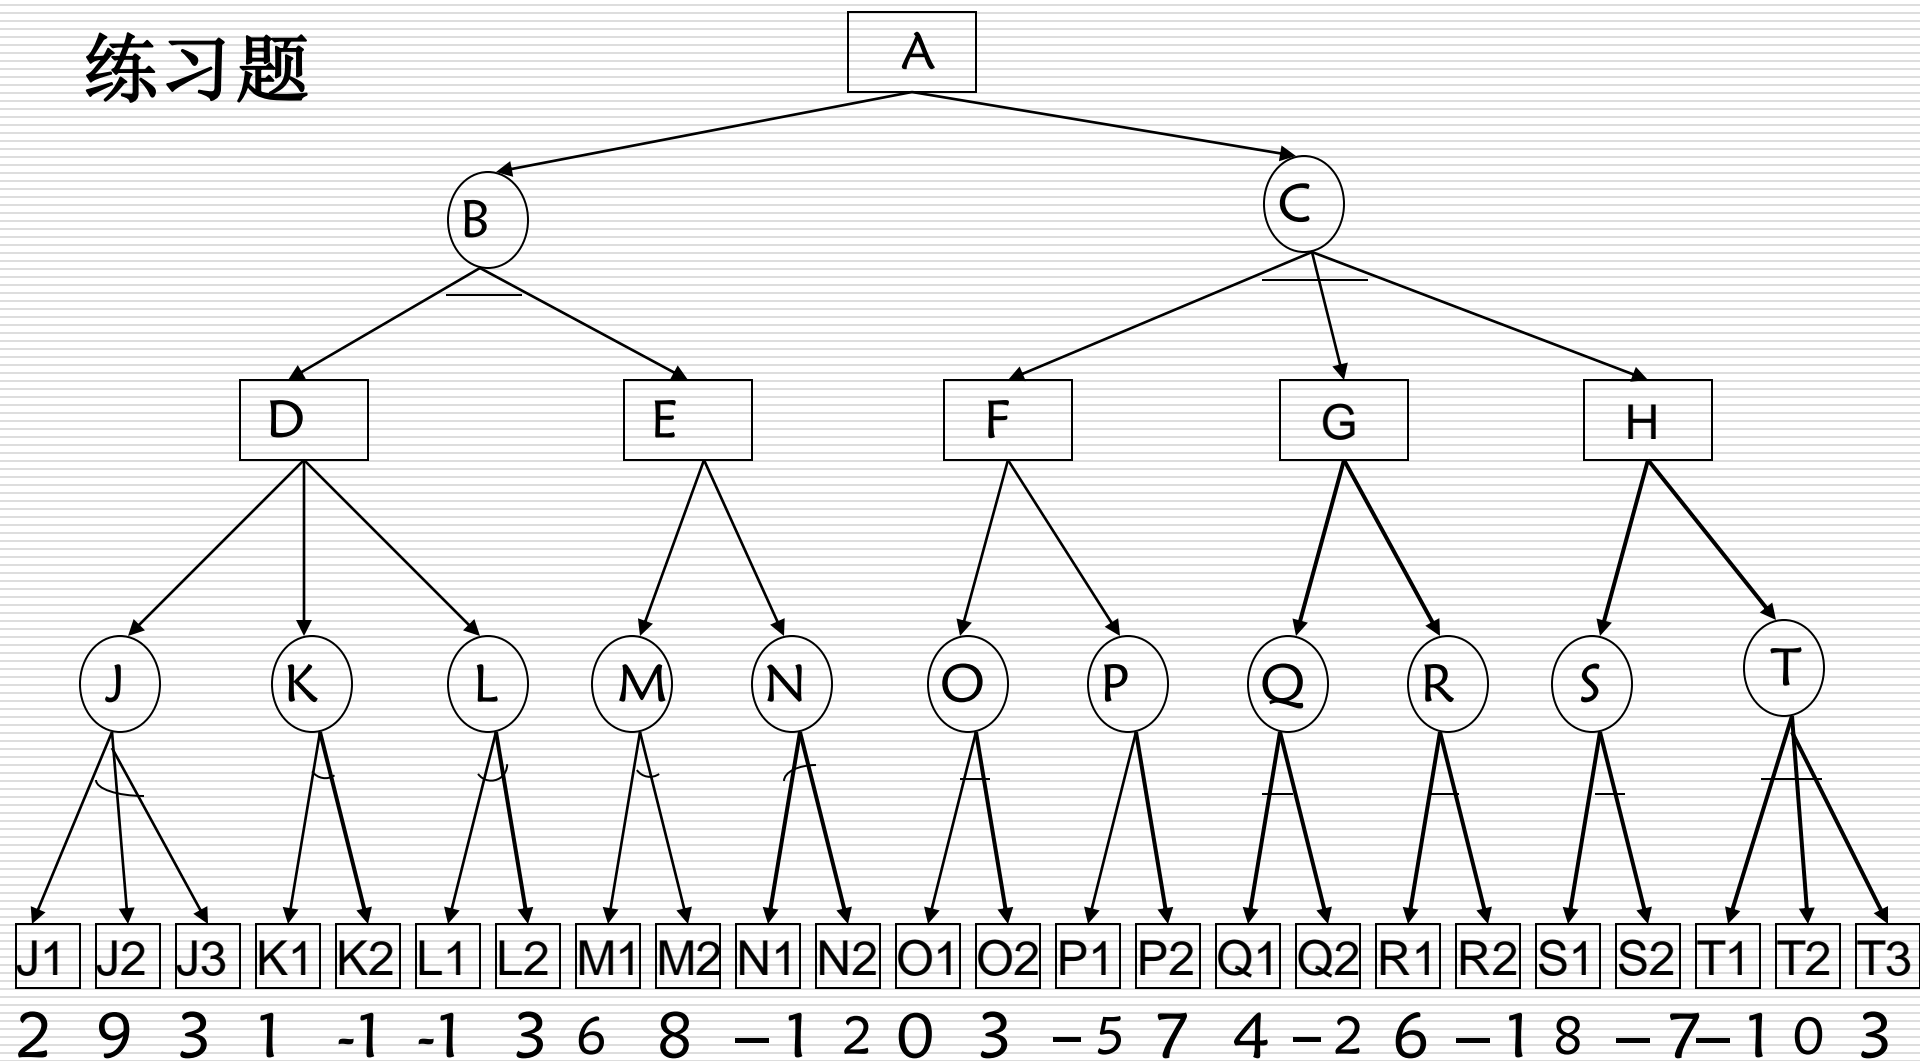 练习题
A
B C
D E F G H
J K L M N O P Q R S T
J1 J2 J3 K1 K2 L1 L2 M1 M2 N1 N2 O1 O2 P1 P2 Q1 Q2 R1 R2 S1 S2 T1 T2 T3
2 9 3 1 -1 -1 3 6 8 –1 2 0 3 –5 7 4 –2 6 –1 8 –7 –1 0 3